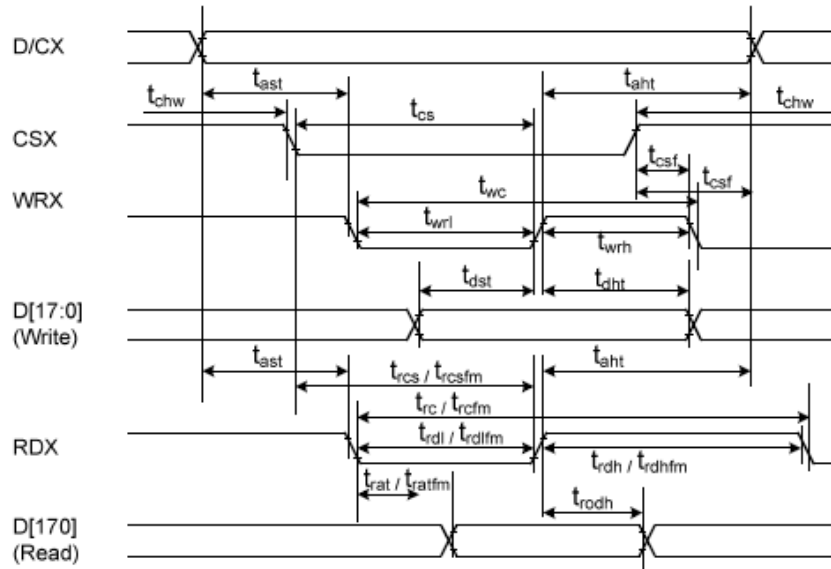 D/CX
tast
taht
tchw
tchw
tcs
CSX
tcsf
tcsf
WRX
twc
twrl
twrh
tdst
tdht
D[17:0]
(Write)
tast
trcs / trcsfm
taht
trc / trcfm
RDX
trdl / trdlfm
trdh / trdhfm
trat / tratfm
trodh
D[170]
(Read)